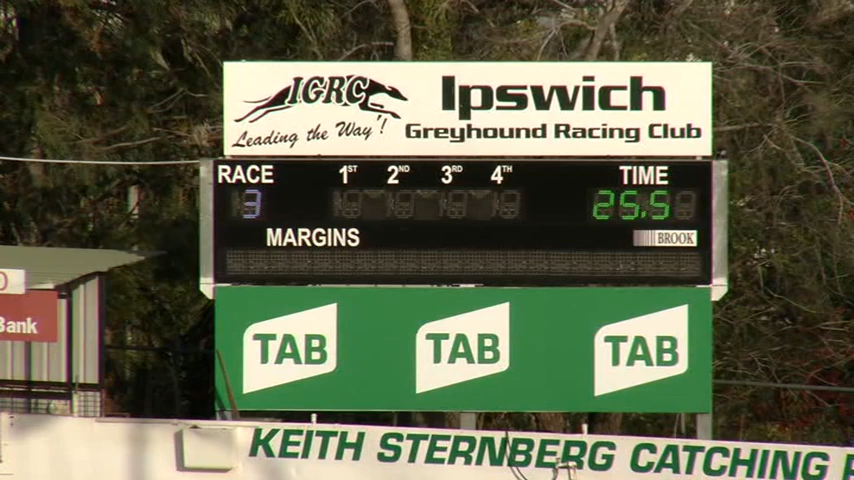 IGRC
Leading the Way'!
Ipswich
Greyhound Racing Club
RACE 1ST 2ND 3RD 4TH TIME
3 25.5
MARGINS BROOK
Bank
TAB TAB TAB
KEITH STERNBERG CATCHING